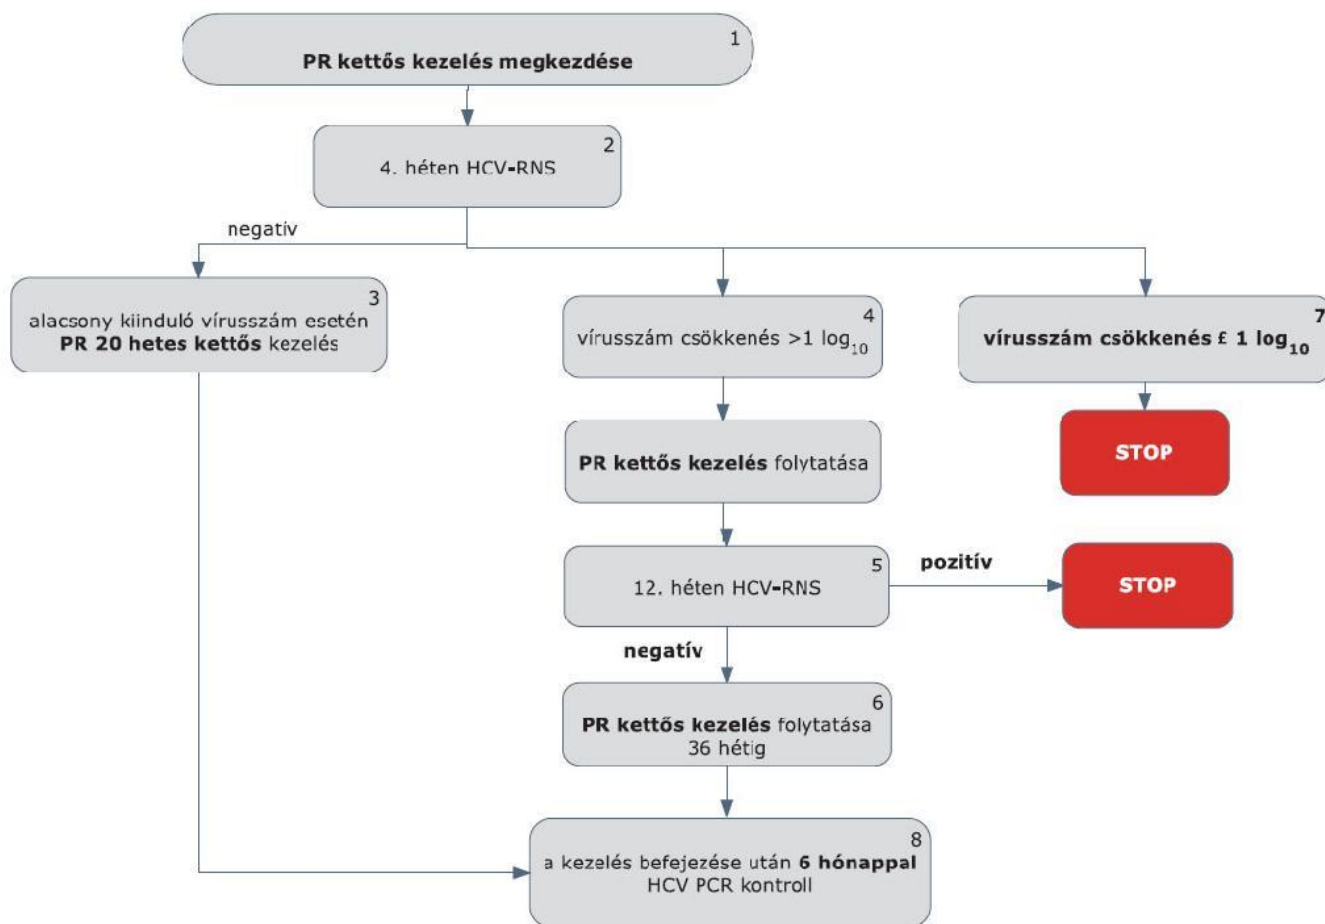 1
PR kettős kezelés megkezdése
2
4. héten HCV-RNS
negatív
3
alacsony kiinduló vírusszám esetén
PR 20 hetes kettős kezelés
4
vírusszám csökkenés >1 log10
7
vírusszám csökkenés £ 1 log10
PR kettős kezelés folytatása
STOP
5
12. héten HCV-RNS
pozitív
STOP
negatív
6
PR kettős kezelés folytatása
36 hétig
8
a kezelés befejezése után 6 hónappal
HCV PCR kontroll